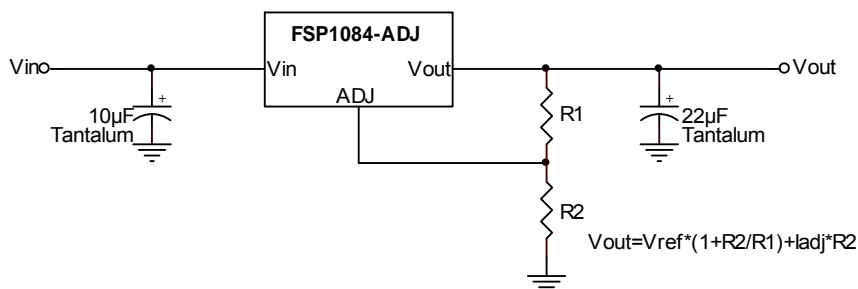 FSP1084-ADJ
Vin
Vin
Vout
Vout
ADJ
10μF
Tantalum
R1
22μF
Tantalum
R2
Vout=Vref*(1+R2/R1)+Iadj*R2